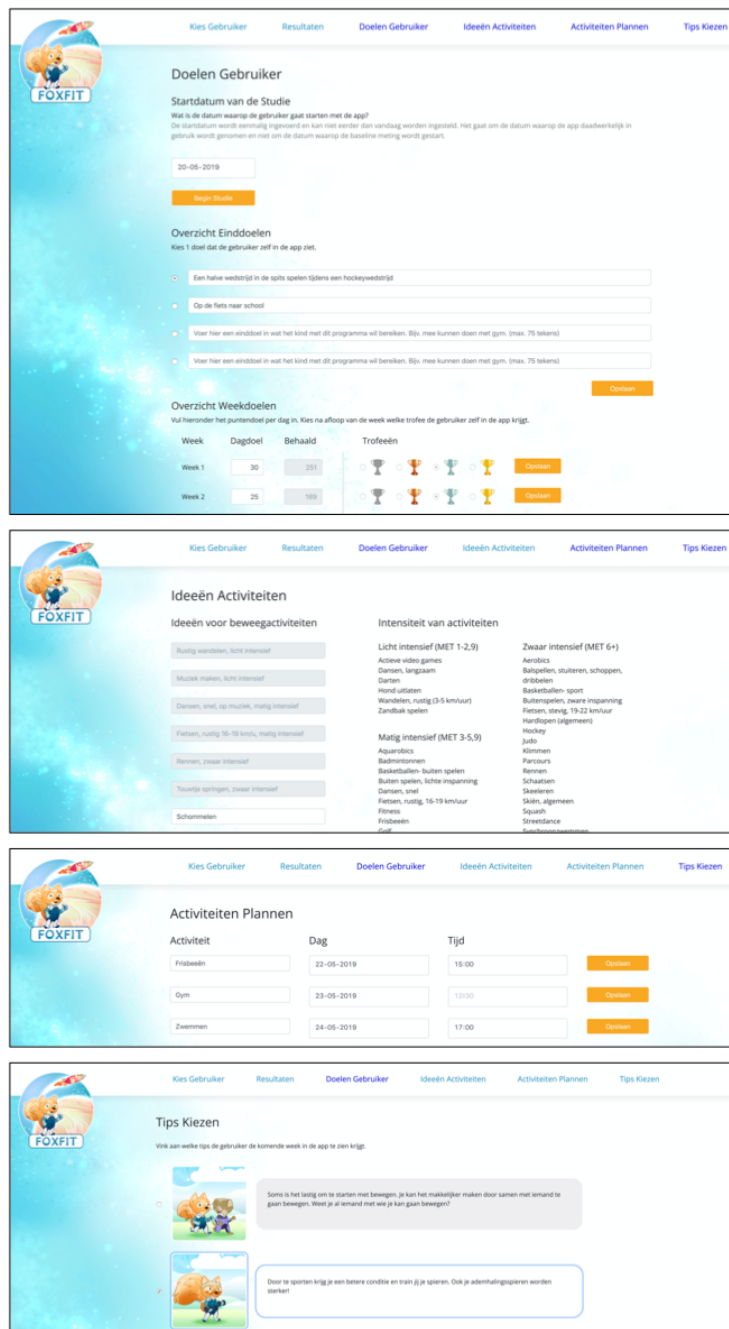 Kies Gebruiker Resultaten Doelen Gebruiker Ideeën Activiteiten Activiteiten Plannen Tips Kiezen
FOXFIT
Doelen Gebruiker
Startdatum van de Studie
Wat is de datum waarop de gebruiker gaat starten met de app?
De startdatum wordt eenmalig ingevoerd en kan niet eerder dan vandaag worden ingesteld. Het gaat om de datum waarop de app daadwerkelijk in
gebruik wordt genomen en niet om de datum waarop de baseline meting wordt gestart.
20-05-2019
Begin Studie
Overzicht Einddoelen
Kies 1 doel dat de gebruiker zelf in de app ziet.
Een halve wedstrijd in de spits spelen tijdens een hockeywedstrijd
Op de fiets naar school
Voer hier een einddoel in wat het kind met dit programma wil bereiken. Bijv. mee kunnen doen met gym. (max. 75 tekens)
Voer hier een einddoel in wat het kind met dit programma wil bereiken. Bijv. mee kunnen doen met gym. (max. 75 tekens)
Opslaan
Overzicht Weekdoelen
Vul hieronder het puntendoel per dag in. Kies na afloop van de week welke trofee de gebruiker zelf in de app krijgt.
Week Dagdoel Behaald Trofeeën
Week 1 30 251 Opslaan
Week 2 25 169 Opslaan
Kies Gebruiker Resultaten Doelen Gebruiker Ideeën Activiteiten Activiteiten Plannen Tips Kiezen
FOXFIT
Ideeën Activiteiten
Ideeën voor beweegactiviteiten
Rustig wandelen, licht intensief
Muziek maken, licht intensief
Dansen, snel, op muziek, matig intensief
Fietsen, rustig 16-19 km/u, matig intensief
Rennen, zwaar intensief
Touwtje springen, zwaar intensief
Schommelen
Intensiteit van activiteiten
Licht intensief (MET 1-2,9)
Actieve video games
Dansen, langzaam
Darten
Hond uitlaten
Wandelen, rustig (3-5 km/uur)
Zandbak spelen
Matig intensief (MET 3-5,9)
Aquarobics
Badmintonnen
Basketballen- buiten spelen
Buiten spelen, lichte inspanning
Dansen, snel
Fietsen, rustig, 16-19 km/uur
Fitness
Frisbeeën
Golf
Zwaar intensief (MET 6+)
Aerobics
Balspellen, stuiteren, schoppen,
dribbelen
Basketballen- sport
Buitenspelen, zware inspanning
Fietsen, stevig, 19-22 km/uur
Hardlopen (algemeen)
Hockey
Judo
Klimmen
Parcours
Rennen
Schaatsen
Skeeleren
Skiën, algemeen
Squash
Streetdance
Synchroonzwemmen
Kies Gebruiker Resultaten Doelen Gebruiker Ideeën Activiteiten Activiteiten Plannen Tips Kiezen
FOXFIT
Activiteiten Plannen
Activiteit Dag Tijd
Frisbeeën 22-05-2019 15:00 Opslaan
Gym 23-05-2019 13:30 Opslaan
Zwemmen 24-05-2019 17:00 Opslaan
Kies Gebruiker Resultaten Doelen Gebruiker Ideeën Activiteiten Activiteiten Plannen Tips Kiezen
FOXFIT
Tips Kiezen
Vink aan welke tips de gebruiker de komende week in de app te zien krijgt.
Soms is het lastig om te starten met bewegen. Je kan het makkelijker maken door samen met iemand te
gaan bewegen. Weet je al iemand met wie je kan gaan bewegen?
Door te sporten krijg je een betere conditie en train jij je spieren. Ook je ademhalingsspieren worden
sterker!